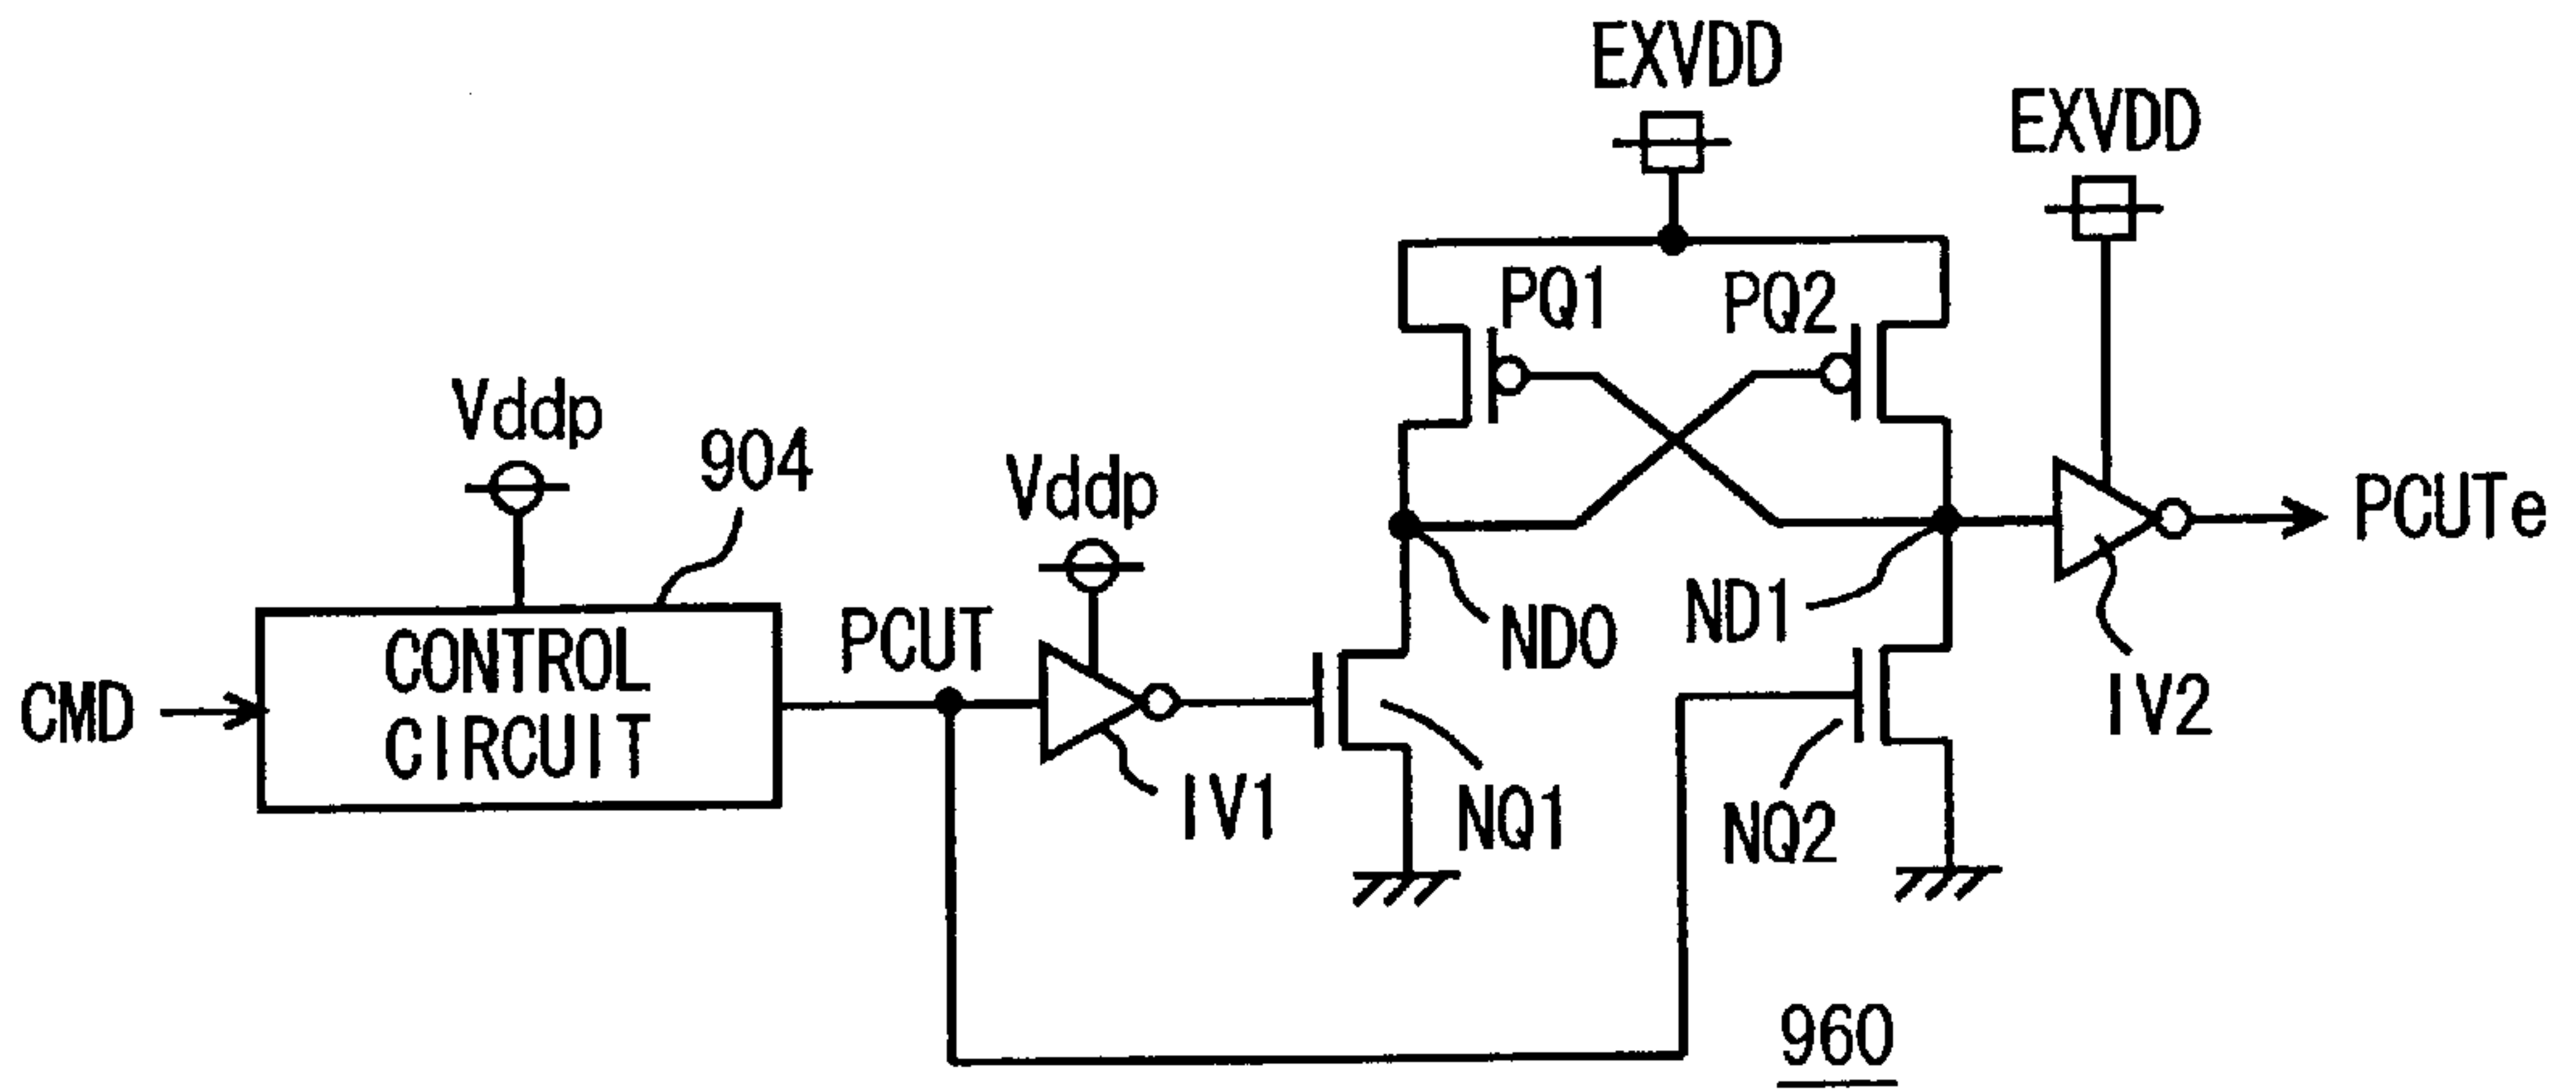 EXVDD
EXVDD
PQ1
PQ2
Vddp
904
Vddp
PCUTe
PCUT
ND0
ND1
CONTROL
CIRCUIT
CMD
IV2
IV1
NQ1
NQ2
960